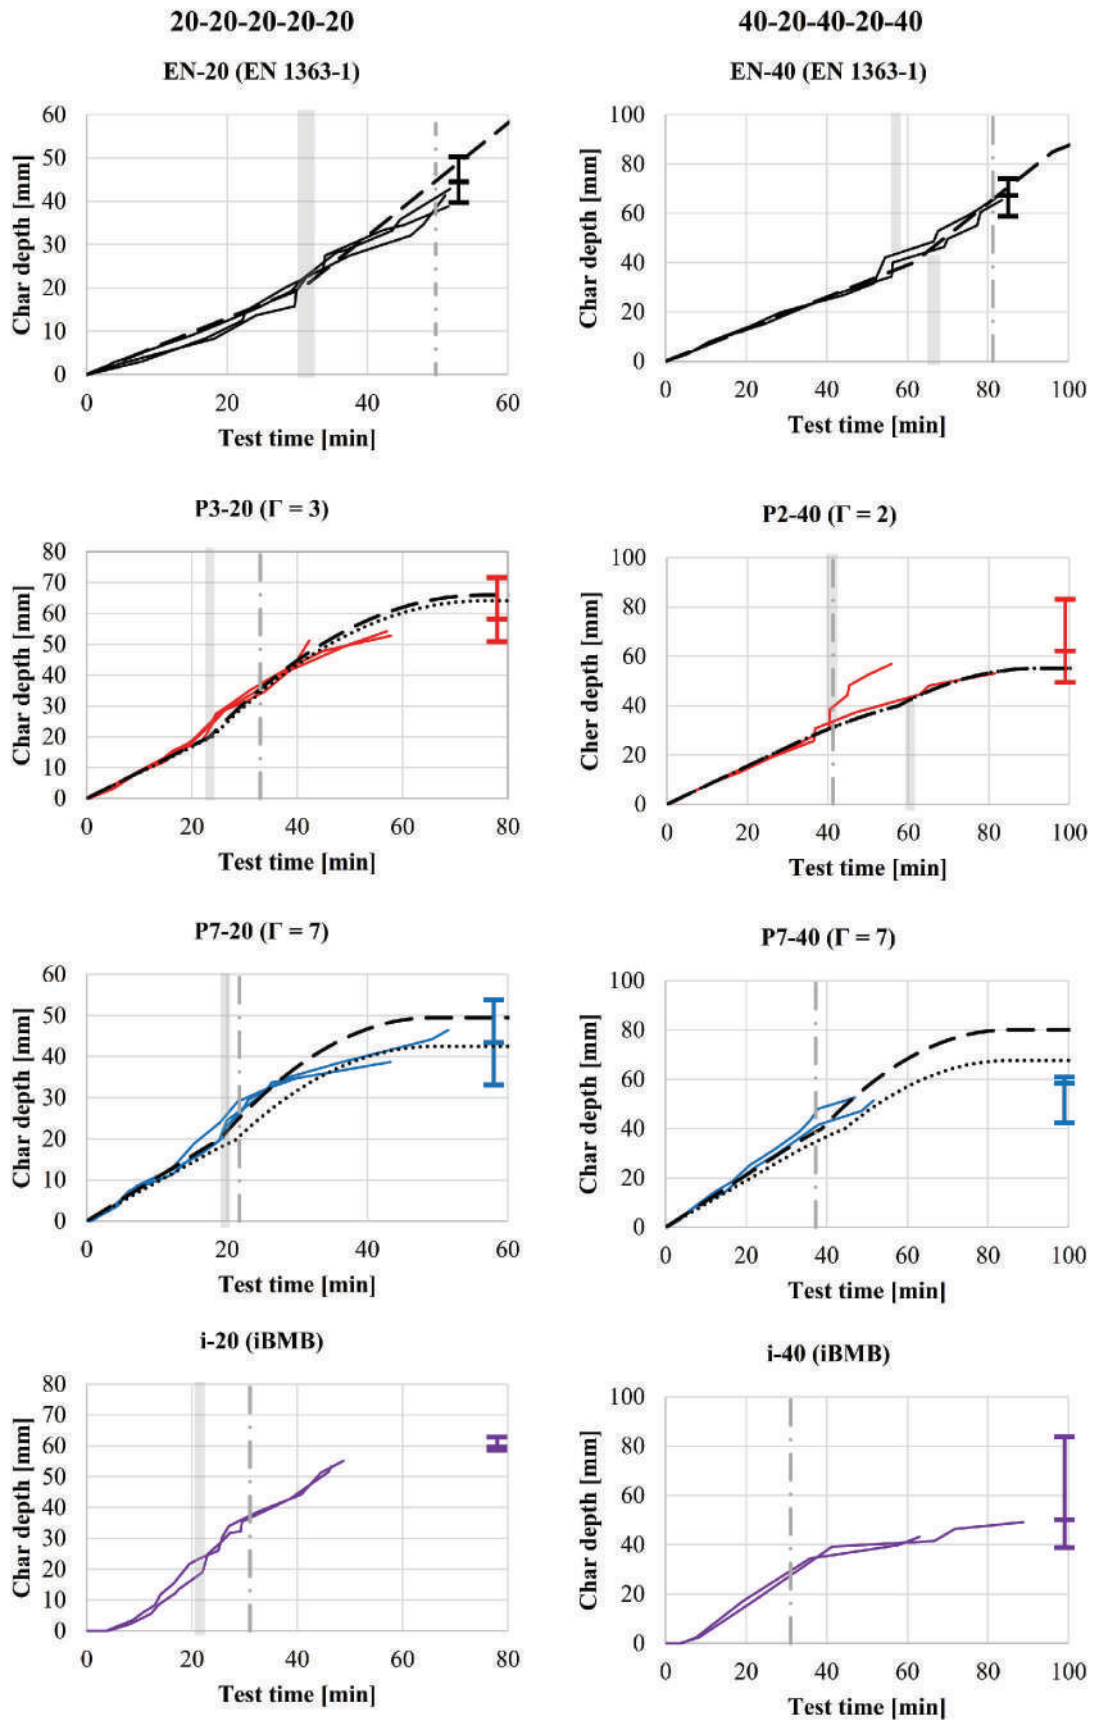 20-20-20-20-20
40-20-40-20-40
EN-20 (EN 1363-1)
Char depth [mm]
60
50
40
30
20
10
0
0 20 40 60
Test time [min]
EN-40 (EN 1363-1)
Char depth [mm]
100
80
60
40
20
0
0 20 40 60 80 100
Test time [min]
P3-20 (Γ = 3)
Char depth [mm]
80
70
60
50
40
30
20
10
0
0 20 40 60 80
Test time [min]
P2-40 (Γ = 2)
Cher depth [mm]
100
80
60
40
20
0
0 20 40 60 80 100
Test time [min]
P7-20 (Γ = 7)
Char depth [mm]
60
50
40
30
20
10
0
0 20 40 60
Test time [min]
P7-40 (Γ = 7)
Char depth [mm]
100
80
60
40
20
0
0 20 40 60 80 100
Test time [min]
i-20 (iBMB)
Char depth [mm]
80
70
60
50
40
30
20
10
0
0 20 40 60 80
Test time [min]
i-40 (iBMB)
Char depth [mm]
100
80
60
40
20
0
0 20 40 60 80 100
Test time [min]